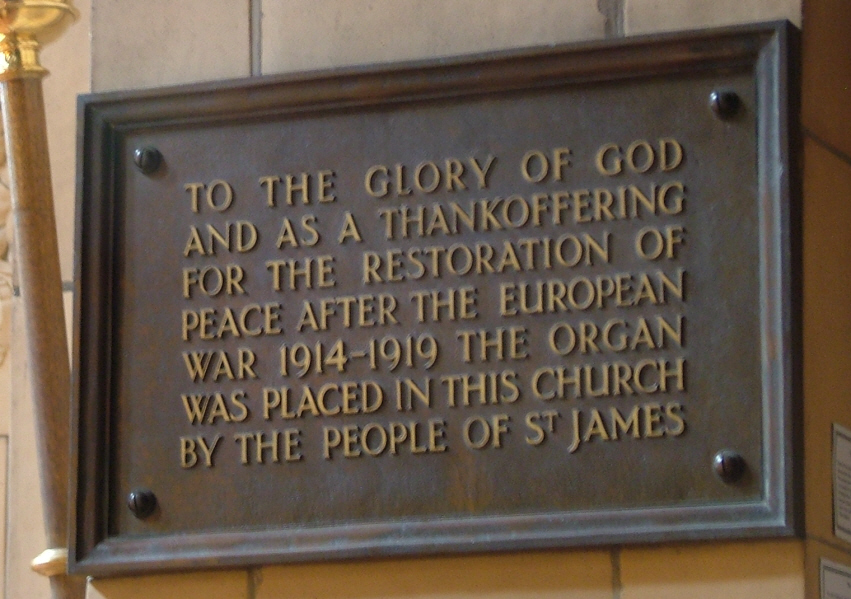 TO THE GLORY OF GOD
AND AS A THANKOFFERING
FOR THE RESTORATION OF
PEACE AFTER THE EUROPEAN
WAR 1914-1919 THE ORGAN
WAS PLACED IN THIS CHURCH
BY THE PEOPLE OF ST JAMES